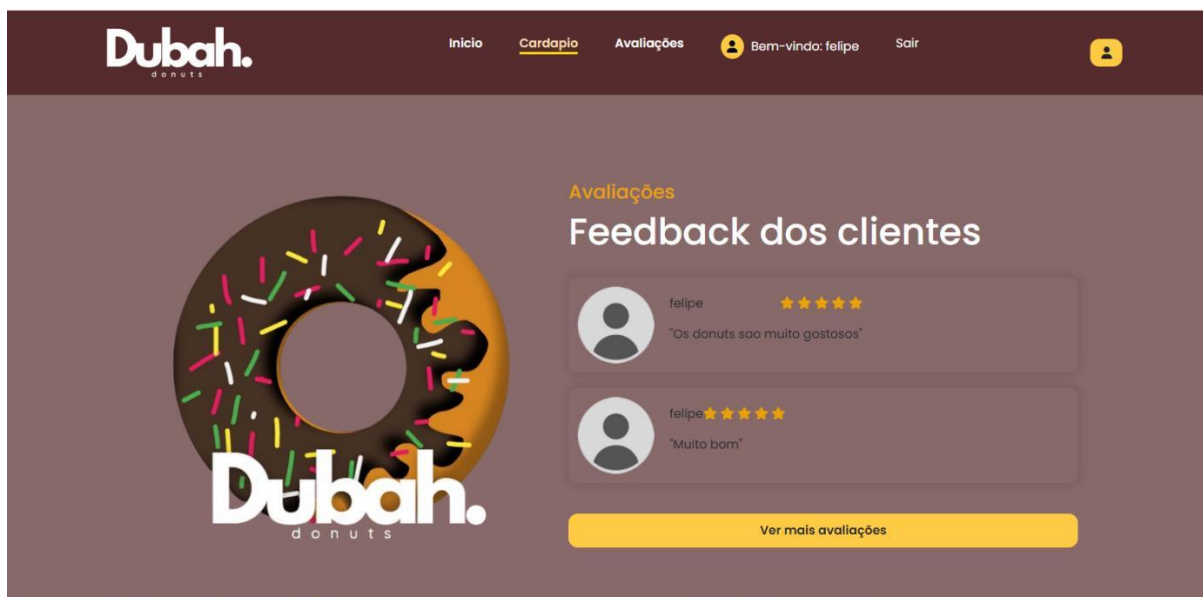 Dubah.
donuts
Inicio Cardapio Avaliações Bem-vindo: felipe Sair
Avaliações
Feedback dos clientes
felipe
"Os donuts sao muito gostosos"
felipe
"Muito bom"
Ver mais avaliações
Dubah.
donuts